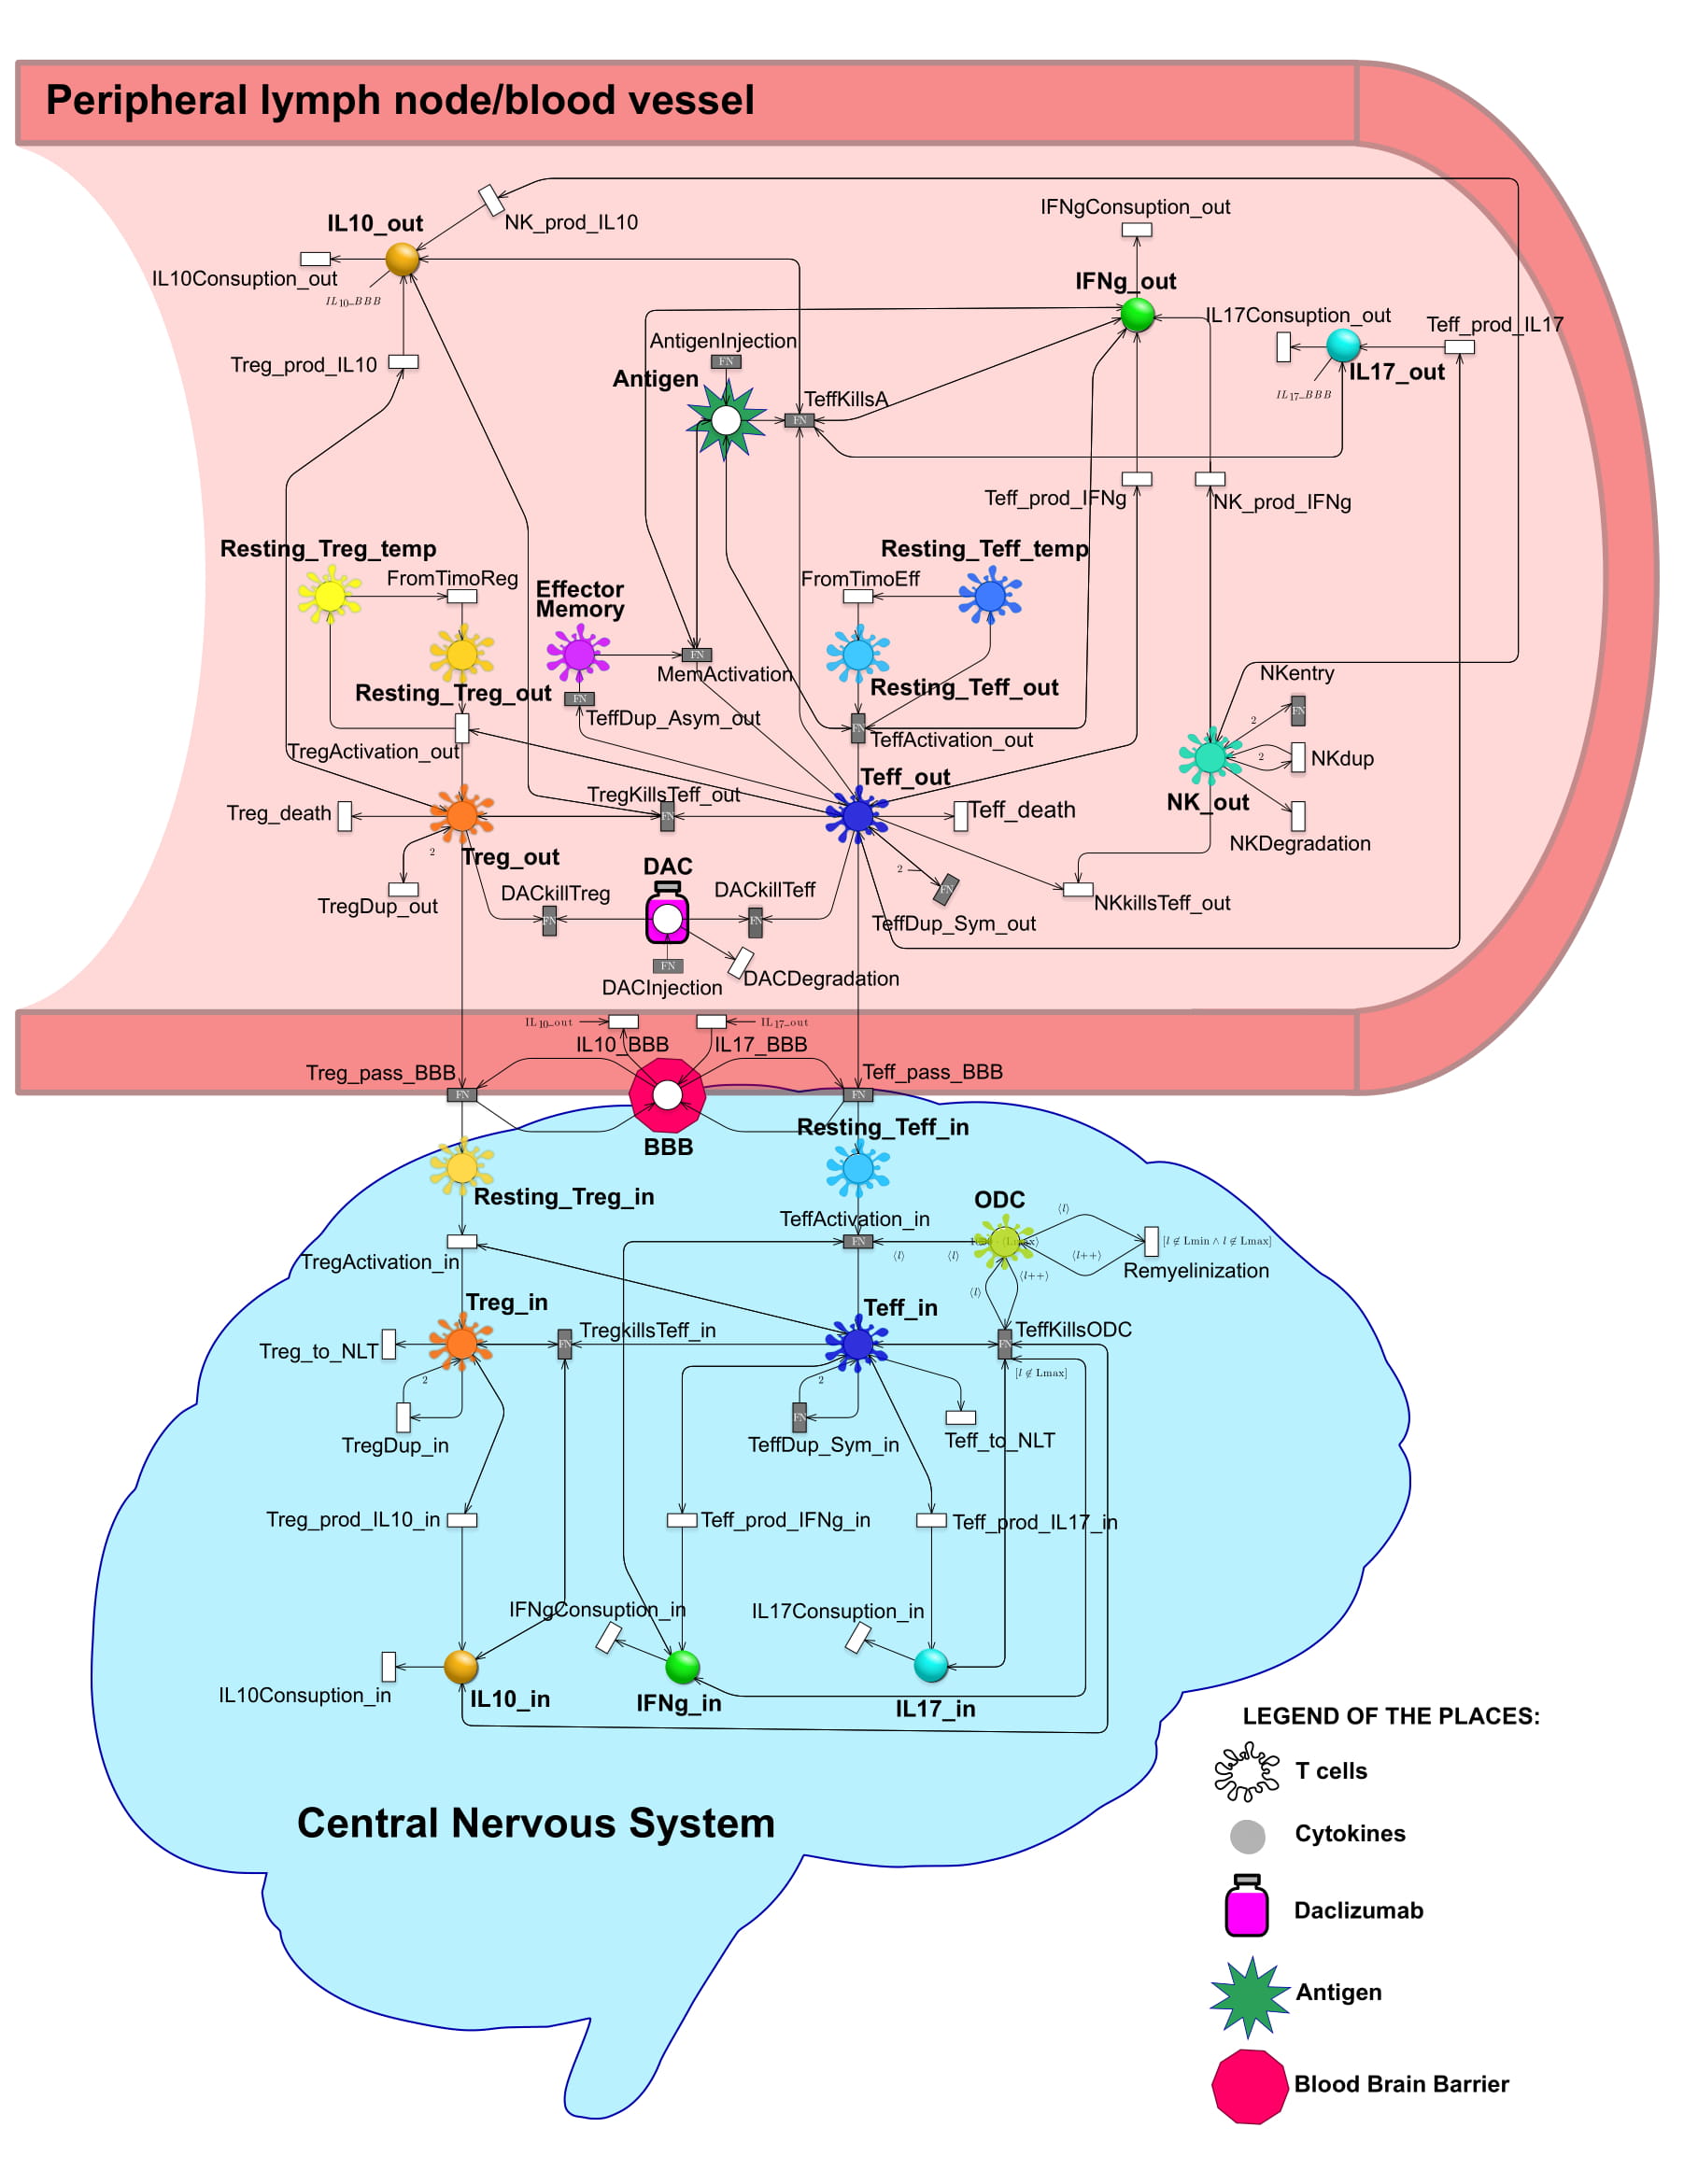 Peripheral lymph node/blood vessel
NK_prod_IL10
IL10_out
IL10Consuption_out
IL10_BBB
Treg_prod_IL10
IFNgConsuption_out
IFNg_out
IL17Consuption_out
Teff_prod_IL17
IL17_out
IL17_BBB
AntigenInjection
FN
Antigen
TeffKillsA
FN
Teff_prod_IFNg
NK_prod_IFNg
Resting_Treg_temp
FromTimoReg
Effector
Memory
Resting_Teff_temp
FromTimoEff
FN
MemActivation
Resting_Treg_out
Resting_Teff_out
FN
TeffDup_Asym_out
FN
TeffActivation_out
TregActivation_out
NKentry
2
FN
2
NKdup
NK_out
NKDegradation
Teff_out
TregKillsTeff_out
FN
Treg_death
Teff_death
2
Treg_out
TregDup_out
DAC
DACkillTreg
DACkillTeff
FN
FN
2
FN
TeffDup_Sym_out
NKkillsTeff_out
FN
DACInjection
DACDegradation
IL10_out
IL17_out
IL10_BBB
IL17_BBB
Treg_pass_BBB
Teff_pass_BBB
FN
FN
BBB
Resting_Teff_in
Resting_Treg_in
ODC
TeffActivation_in
FN
⟨l⟩
⟨l⟩
⟨l⟩
⟨l++⟩
[l ∉ Lmin ∧ l ∉ Lmax]
Remyelinization
TregActivation_in
⟨l⟩
⟨l++⟩
Treg_in
Teff_in
TregkillsTeff_in
FN
TeffKillsODC
FN
[l ∉ Lmax]
Treg_to_NLT
2
TregDup_in
2
FN
TeffDup_Sym_in
Teff_to_NLT
Treg_prod_IL10_in
Teff_prod_IFNg_in
Teff_prod_IL17_in
IFNgConsuption_in
IL17Consuption_in
IL10Consuption_in
IL10_in
IFNg_in
IL17_in
Central Nervous System
LEGEND OF THE PLACES:
T cells
Cytokines
Daclizumab
Antigen
Blood Brain Barrier